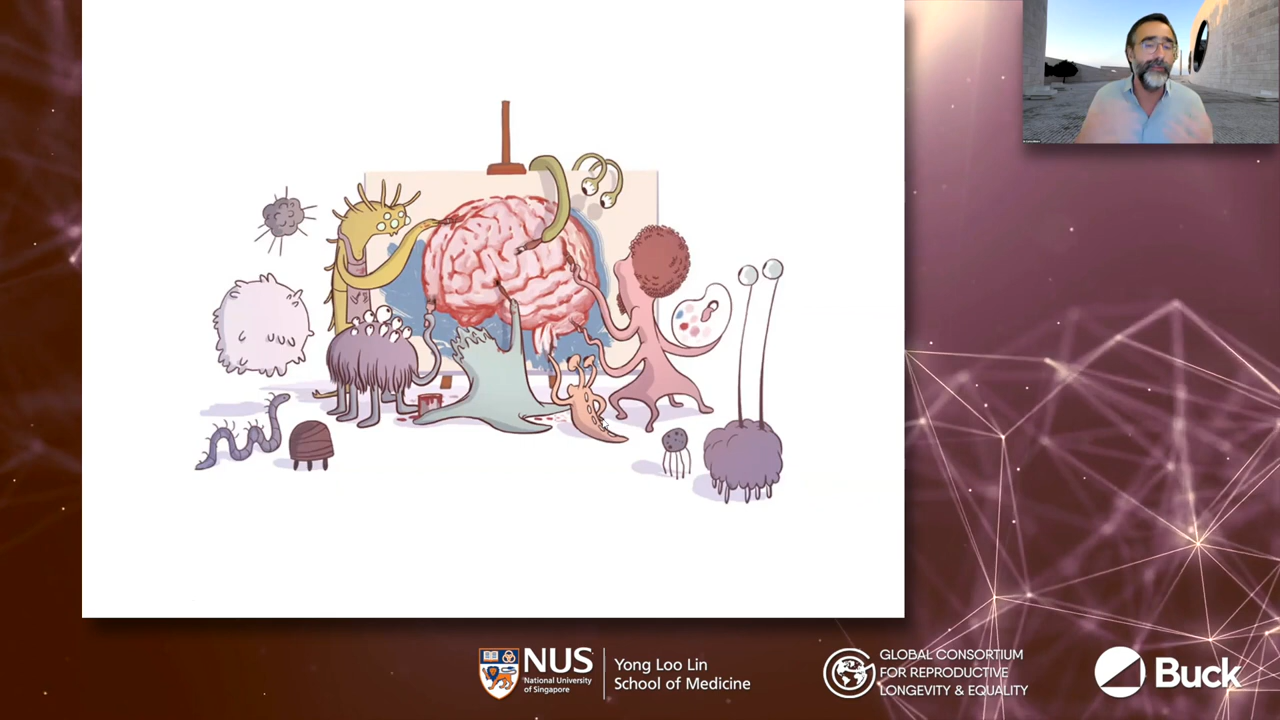 NUS
National University
of Singapore
Yong Loo Lin
School of Medicine
GLOBAL CONSORTIUM
FOR REPRODUCTIVE
LONGEVITY & EQUALITY
Buck